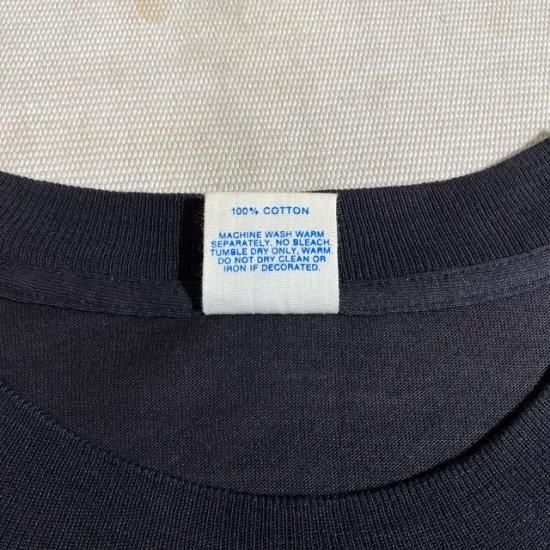 100% COTTON
MACHINE WASH WARM
SEPARATELY. NO BLEACH.
TUMBLE DRY ONLY, WARM.
DO NOT DRY CLEAN OR
IRON IF DECORATED.